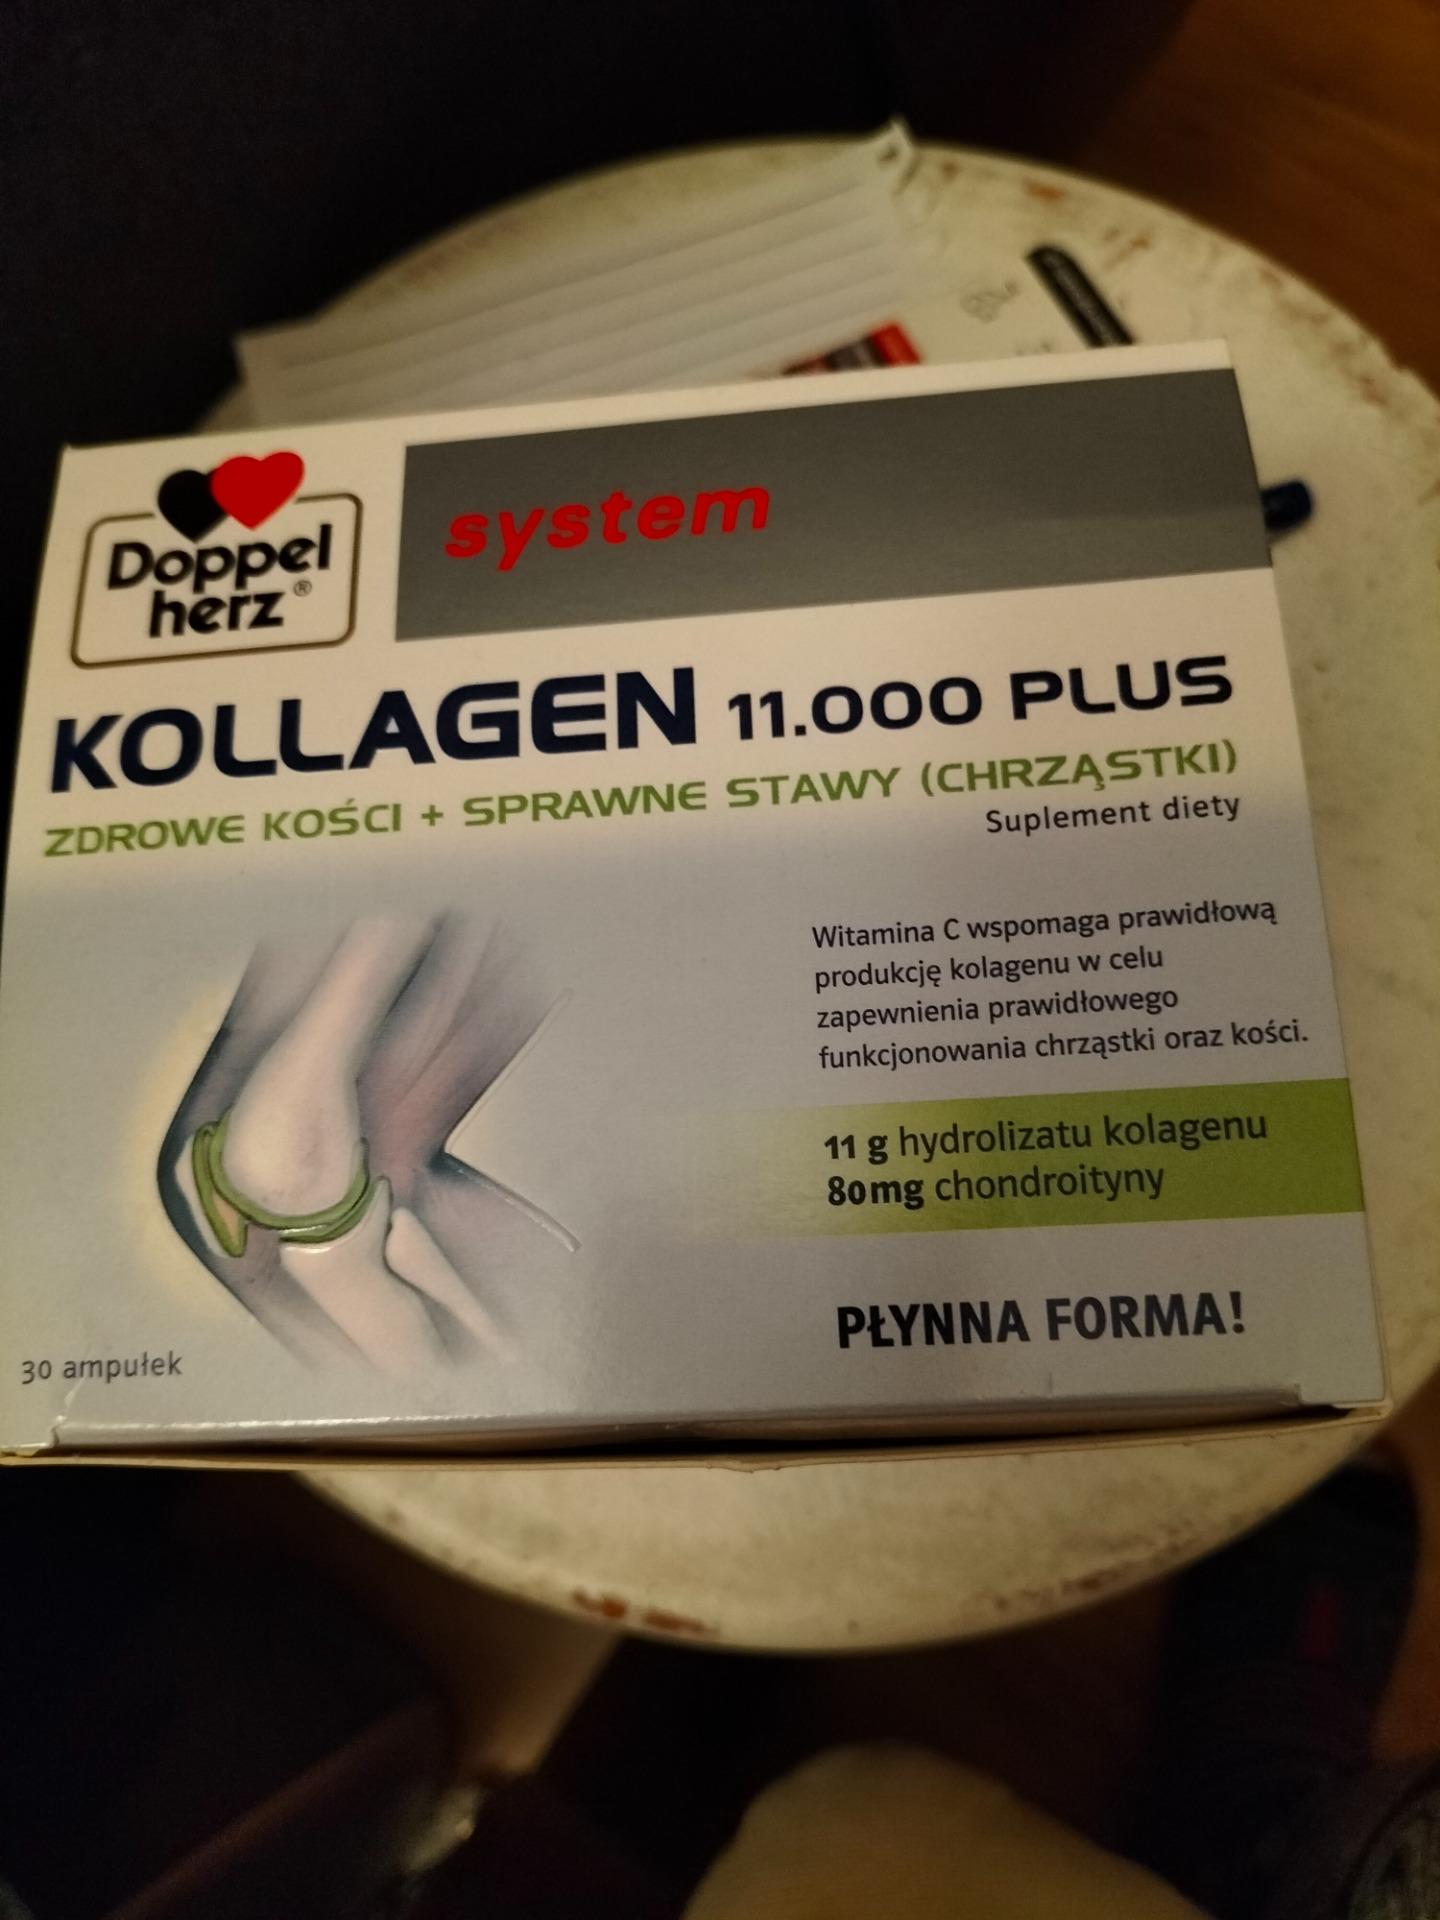 Doppel
herz®
system
KOLLAGEN 11.000 PLUS
ZDROWE KOŚCI + SPRAWNE STAWY (CHRZĄSTKI)
Suplement diety
Witamina C wspomaga prawidłową
produkcję kolagenu w celu
zapewnienia prawidłowego
funkcjonowania chrząstki oraz kości.
11 g hydrolizatu kolagenu
80mg chondroityny
PŁYNNA FORMA!
30 ampułek